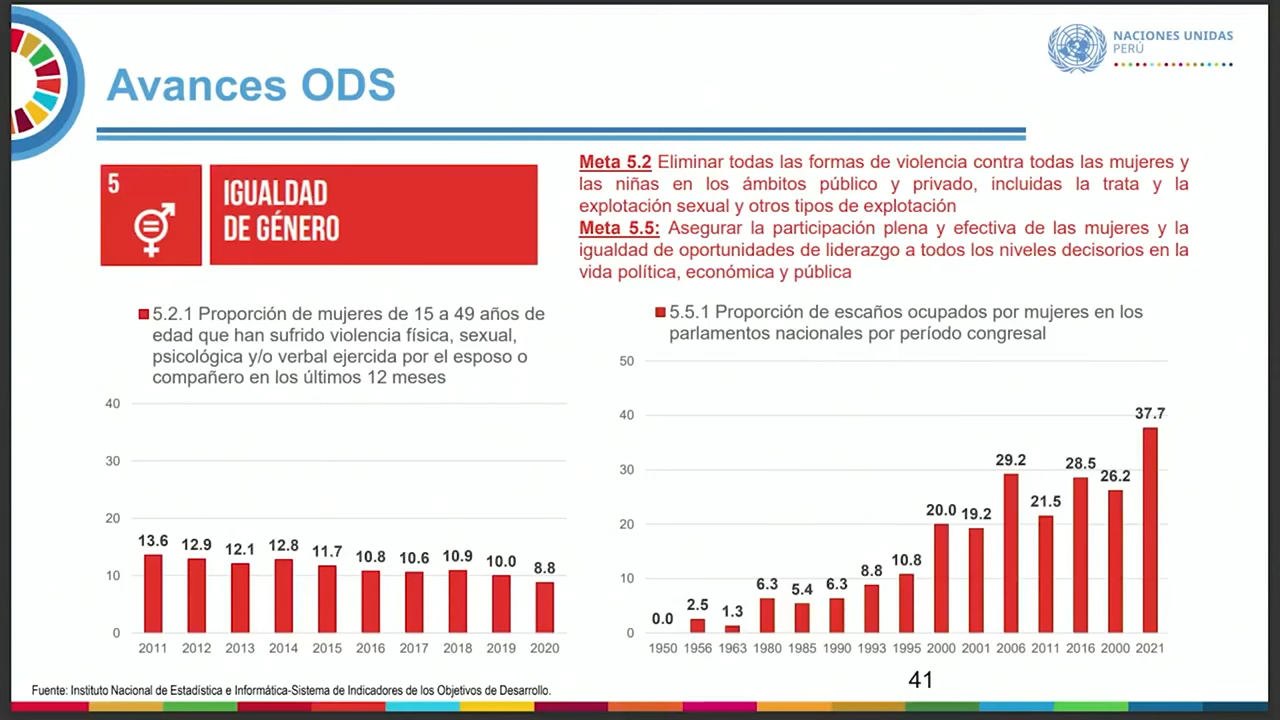 NACIONES UNIDAS
PERÚ
Avances ODS
5
IGUALDAD
DE GÉNERO
Meta 5.2 Eliminar todas las formas de violencia contra todas las mujeres y
las niñas en los ámbitos público y privado, incluidas la trata y la
explotación sexual y otros tipos de explotación
Meta 5.5: Asegurar la participación plena y efectiva de las mujeres y la
igualdad de oportunidades de liderazgo a todos los niveles decisorios en la
vida política, económica y pública
5.2.1 Proporción de mujeres de 15 a 49 años de
edad que han sufrido violencia física, sexual,
psicológica y/o verbal ejercida por el esposo o
compañero en los últimos 12 meses
40
30
20
10
0
13.6 12.9 12.1 12.8 11.7 10.8 10.6 10.9 10.0 8.8
2011 2012 2013 2014 2015 2016 2017 2018 2019 2020
5.5.1 Proporción de escaños ocupados por mujeres en los
parlamentos nacionales por período congresal
50
40
30
20
10
0
0.0 2.5 1.3 6.3 5.4 6.3 8.8 10.8 20.0 19.2 29.2 21.5 28.5 26.2 37.7
1950 1956 1963 1980 1985 1990 1993 1995 2000 2001 2006 2011 2016 2000 2021
Fuente: Instituto Nacional de Estadística e Informática-Sistema de Indicadores de los Objetivos de Desarrollo.
41